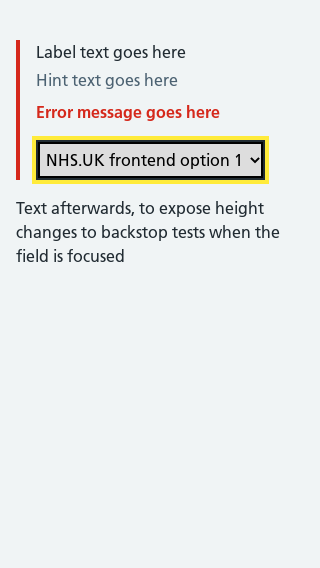 Label text goes here
Hint text goes here
Error message goes here
NHS.UK frontend option 1
Text afterwards, to expose height
changes to backstop tests when the
field is focused